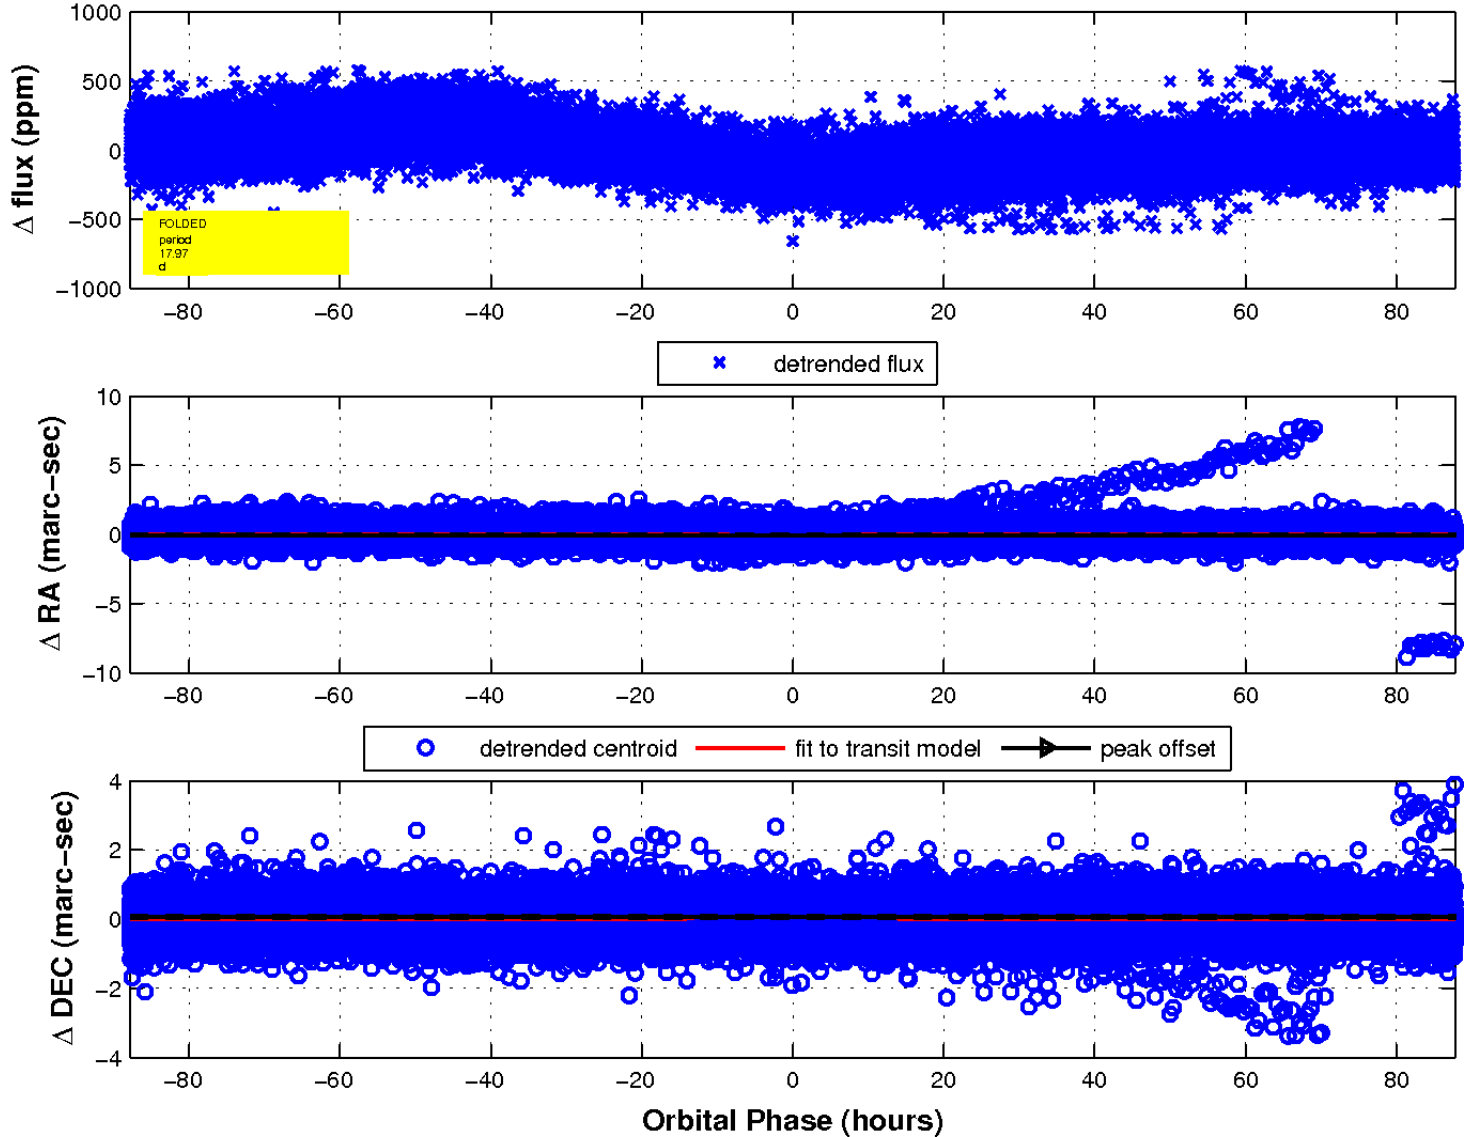 1000
500
0
−500
−1000
Δ flux (ppm)
FOLDED
period
17.97
d
−80 −60 −40 −20 0 20 40 60 80
detrended flux
10
5
0
−5
−10
Δ RA (marc−sec)
−80 −60 −40 −20 0 20 40 60 80
detrended centroid fit to transit model peak offset
4
2
0
−2
−4
Δ DEC (marc−sec)
−80 −60 −40 −20 0 20 40 60 80
Orbital Phase (hours)